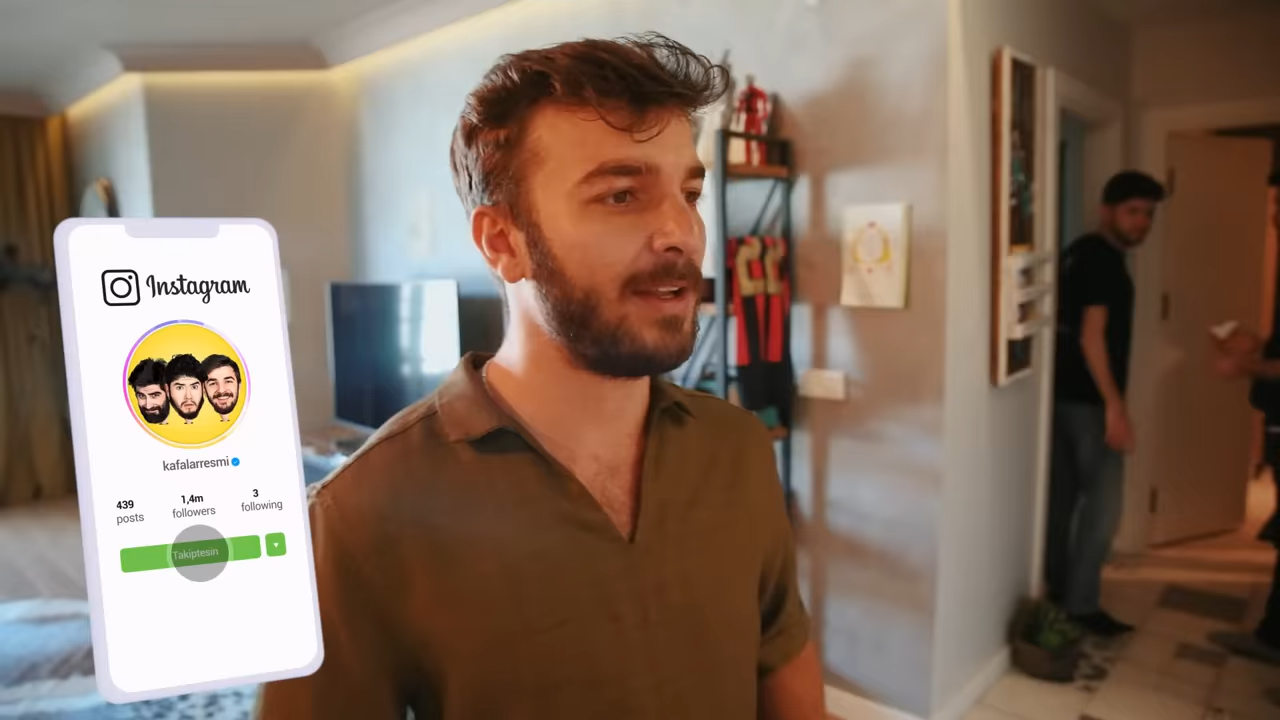 Instagram
kafalarresmi
439 1,4m 3
posts followers following
Takiptesin